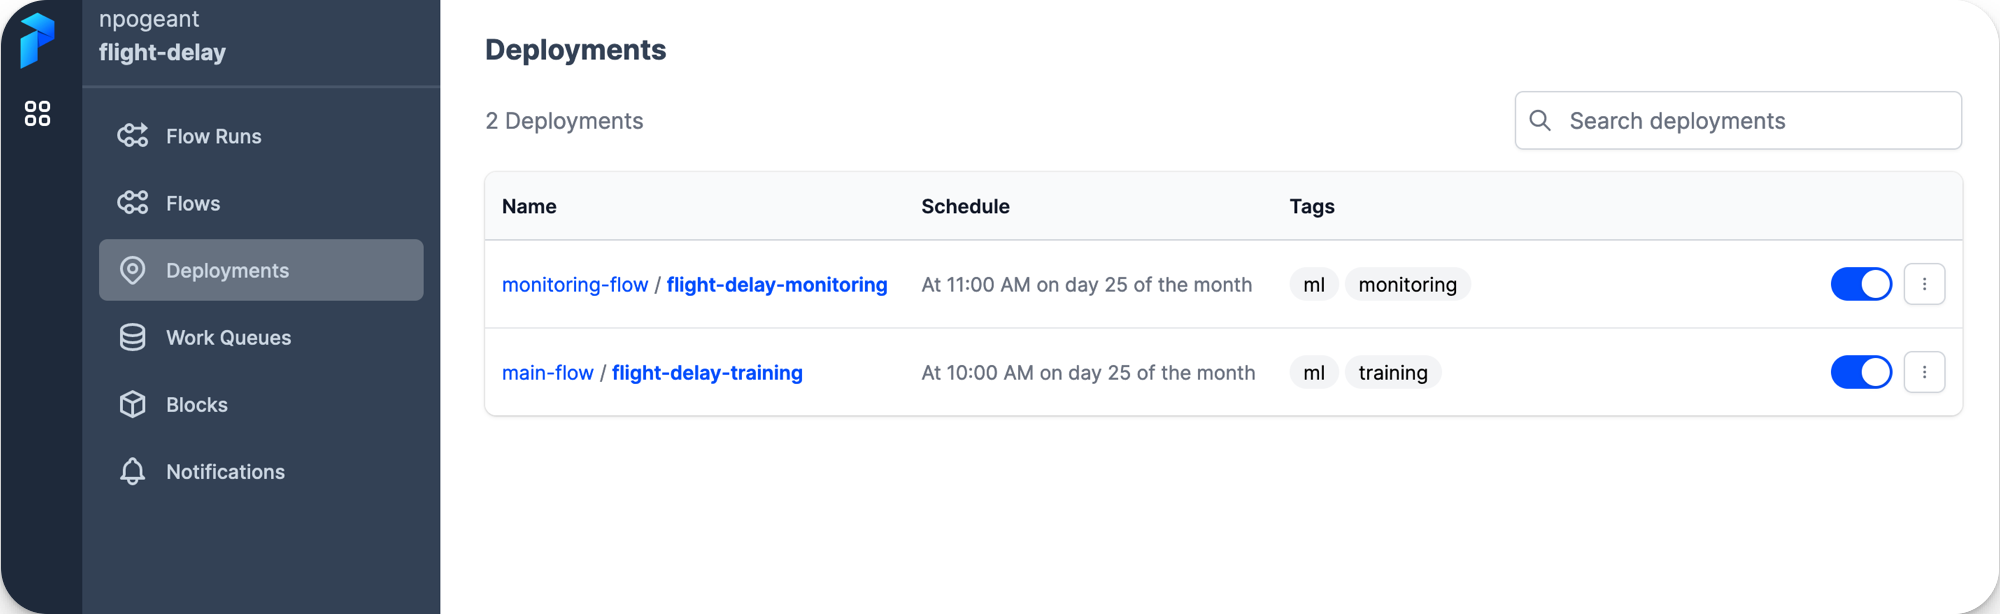 npogeant
flight-delay
Flow Runs
Flows
Deployments
Work Queues
Blocks
Notifications
Deployments
2 Deployments
Search deployments
Name Schedule Tags
monitoring-flow / flight-delay-monitoring At 11:00 AM on day 25 of the month ml monitoring
main-flow / flight-delay-training At 10:00 AM on day 25 of the month ml training